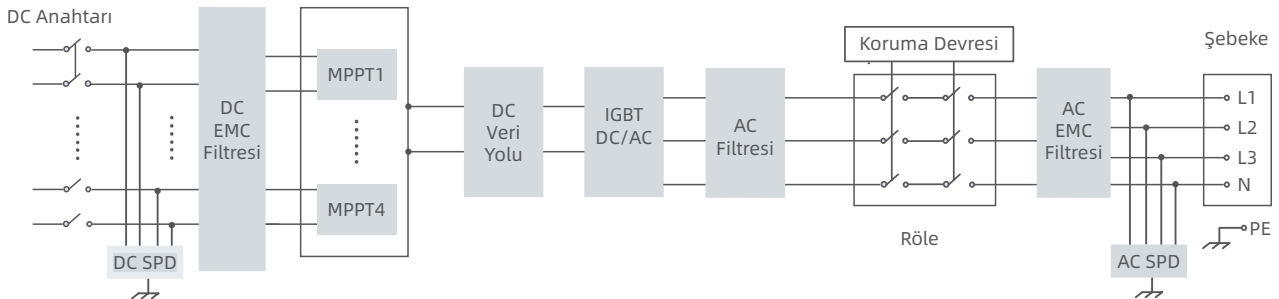 DC Anahtarı
DC SPD
DC
EMC
Filtresi
MPPT1
MPPT4
DC
Veri
Yolu
IGBT
DC/AC
AC
Filtresi
Koruma Devresi
Röle
AC
EMC
Filtresi
AC SPD
Şebeke
L1
L2
L3
N
PE